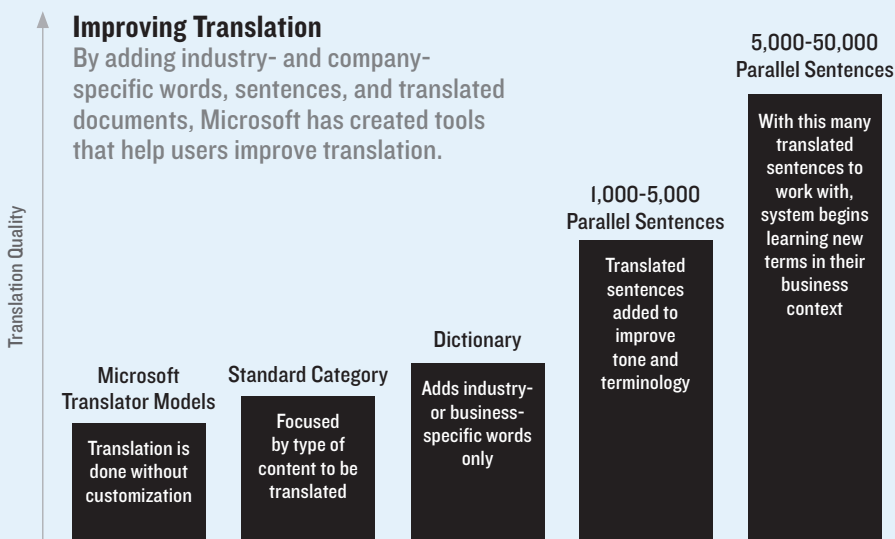 Improving Translation
By adding industry- and company-
specific words, sentences, and translated
documents, Microsoft has created tools
that help users improve translation.
Translation Quality
Microsoft
Translator Models
Translation is
done without
customization
Standard Category
Focused
by type of
content to be
translated
Dictionary
Adds industry-
or business-
specific words
only
1,000-5,000
Parallel Sentences
Translated
sentences
added to
improve
tone and
terminology
5,000-50,000
Parallel Sentences
With this many
translated
sentences to
work with,
system begins
learning new
terms in their
business
context